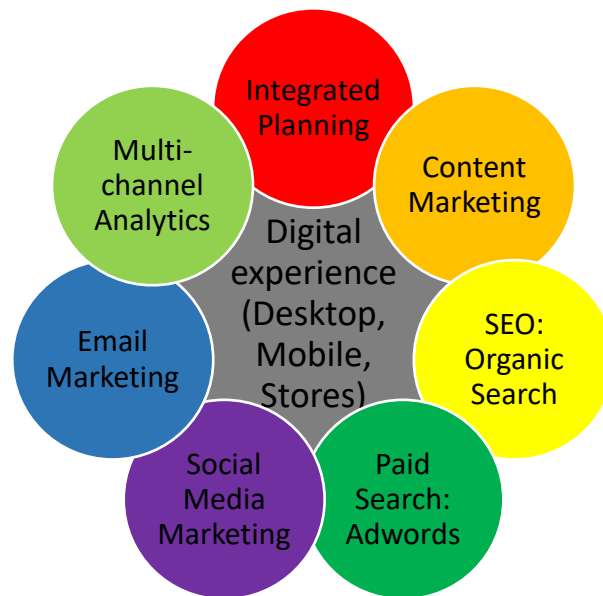 Integrated
Planning
Content
Marketing
SEO:
Organic
Search
Paid
Search:
Adwords
Social
Media
Marketing
Email
Marketing
Multi-
channel
Analytics
Digital
experience
(Desktop,
Mobile,
Stores)